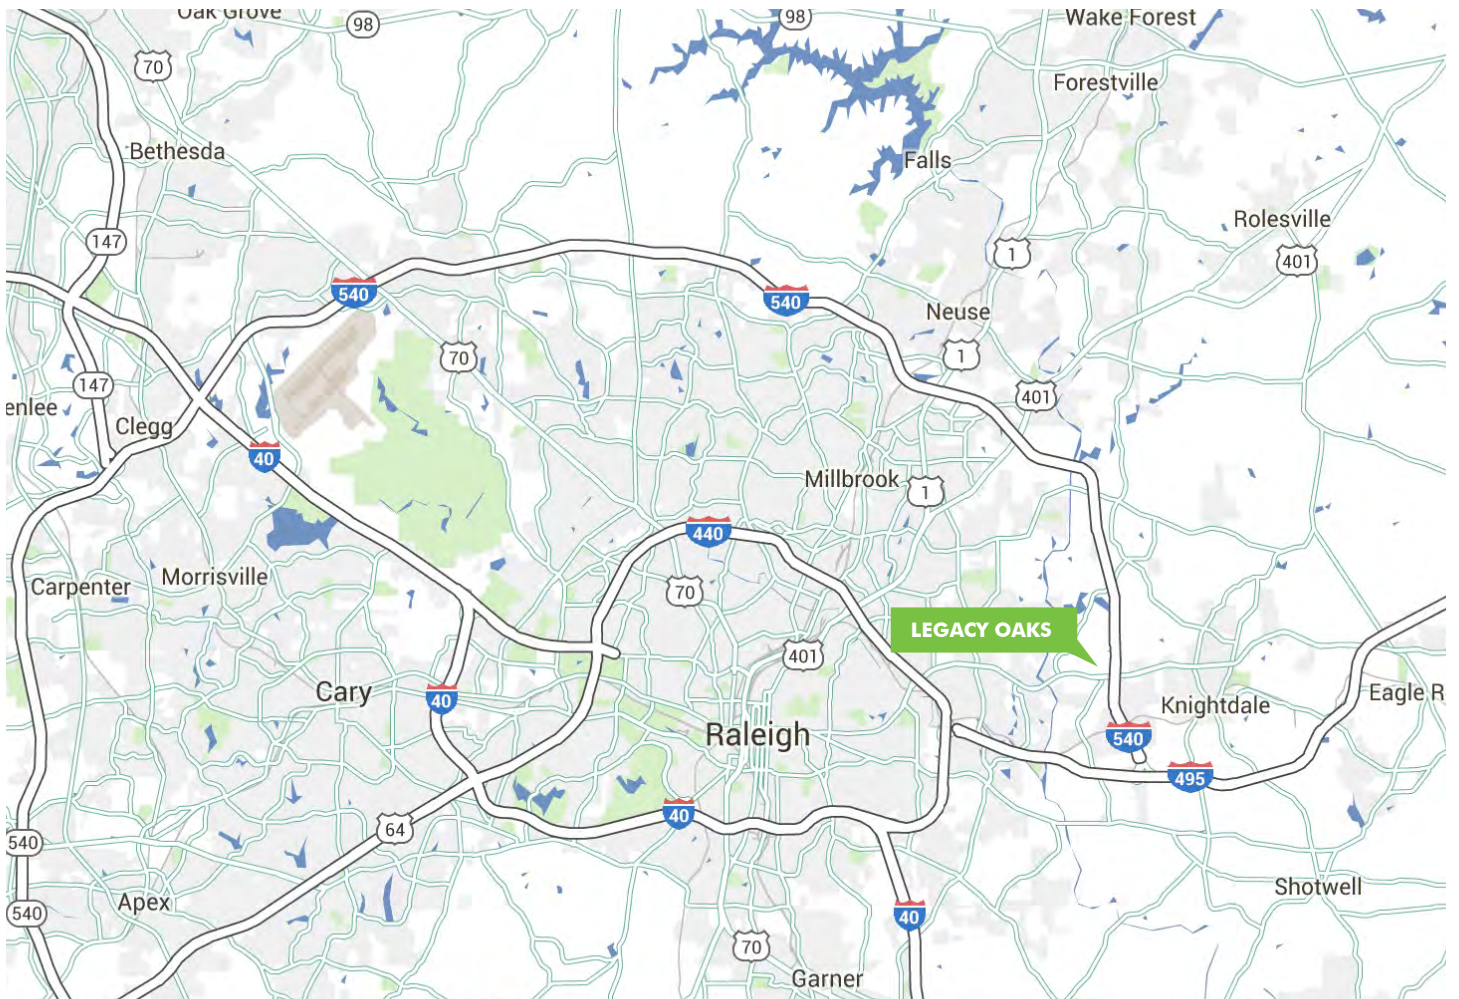 Oak Grove
98
98
Wake Forest
70
Forestville
Bethesda
Falls
Rolesville
147
1
401
540
540
Neuse
70
1
147
401
enlee
Clegg
40
Millbrook
1
440
Carpenter
Morrisville
70
LEGACY OAKS
401
Cary
40
Eagle R
Knightdale
Raleigh
540
495
40
64
540
Shotwell
Apex
540
40
70
Garner